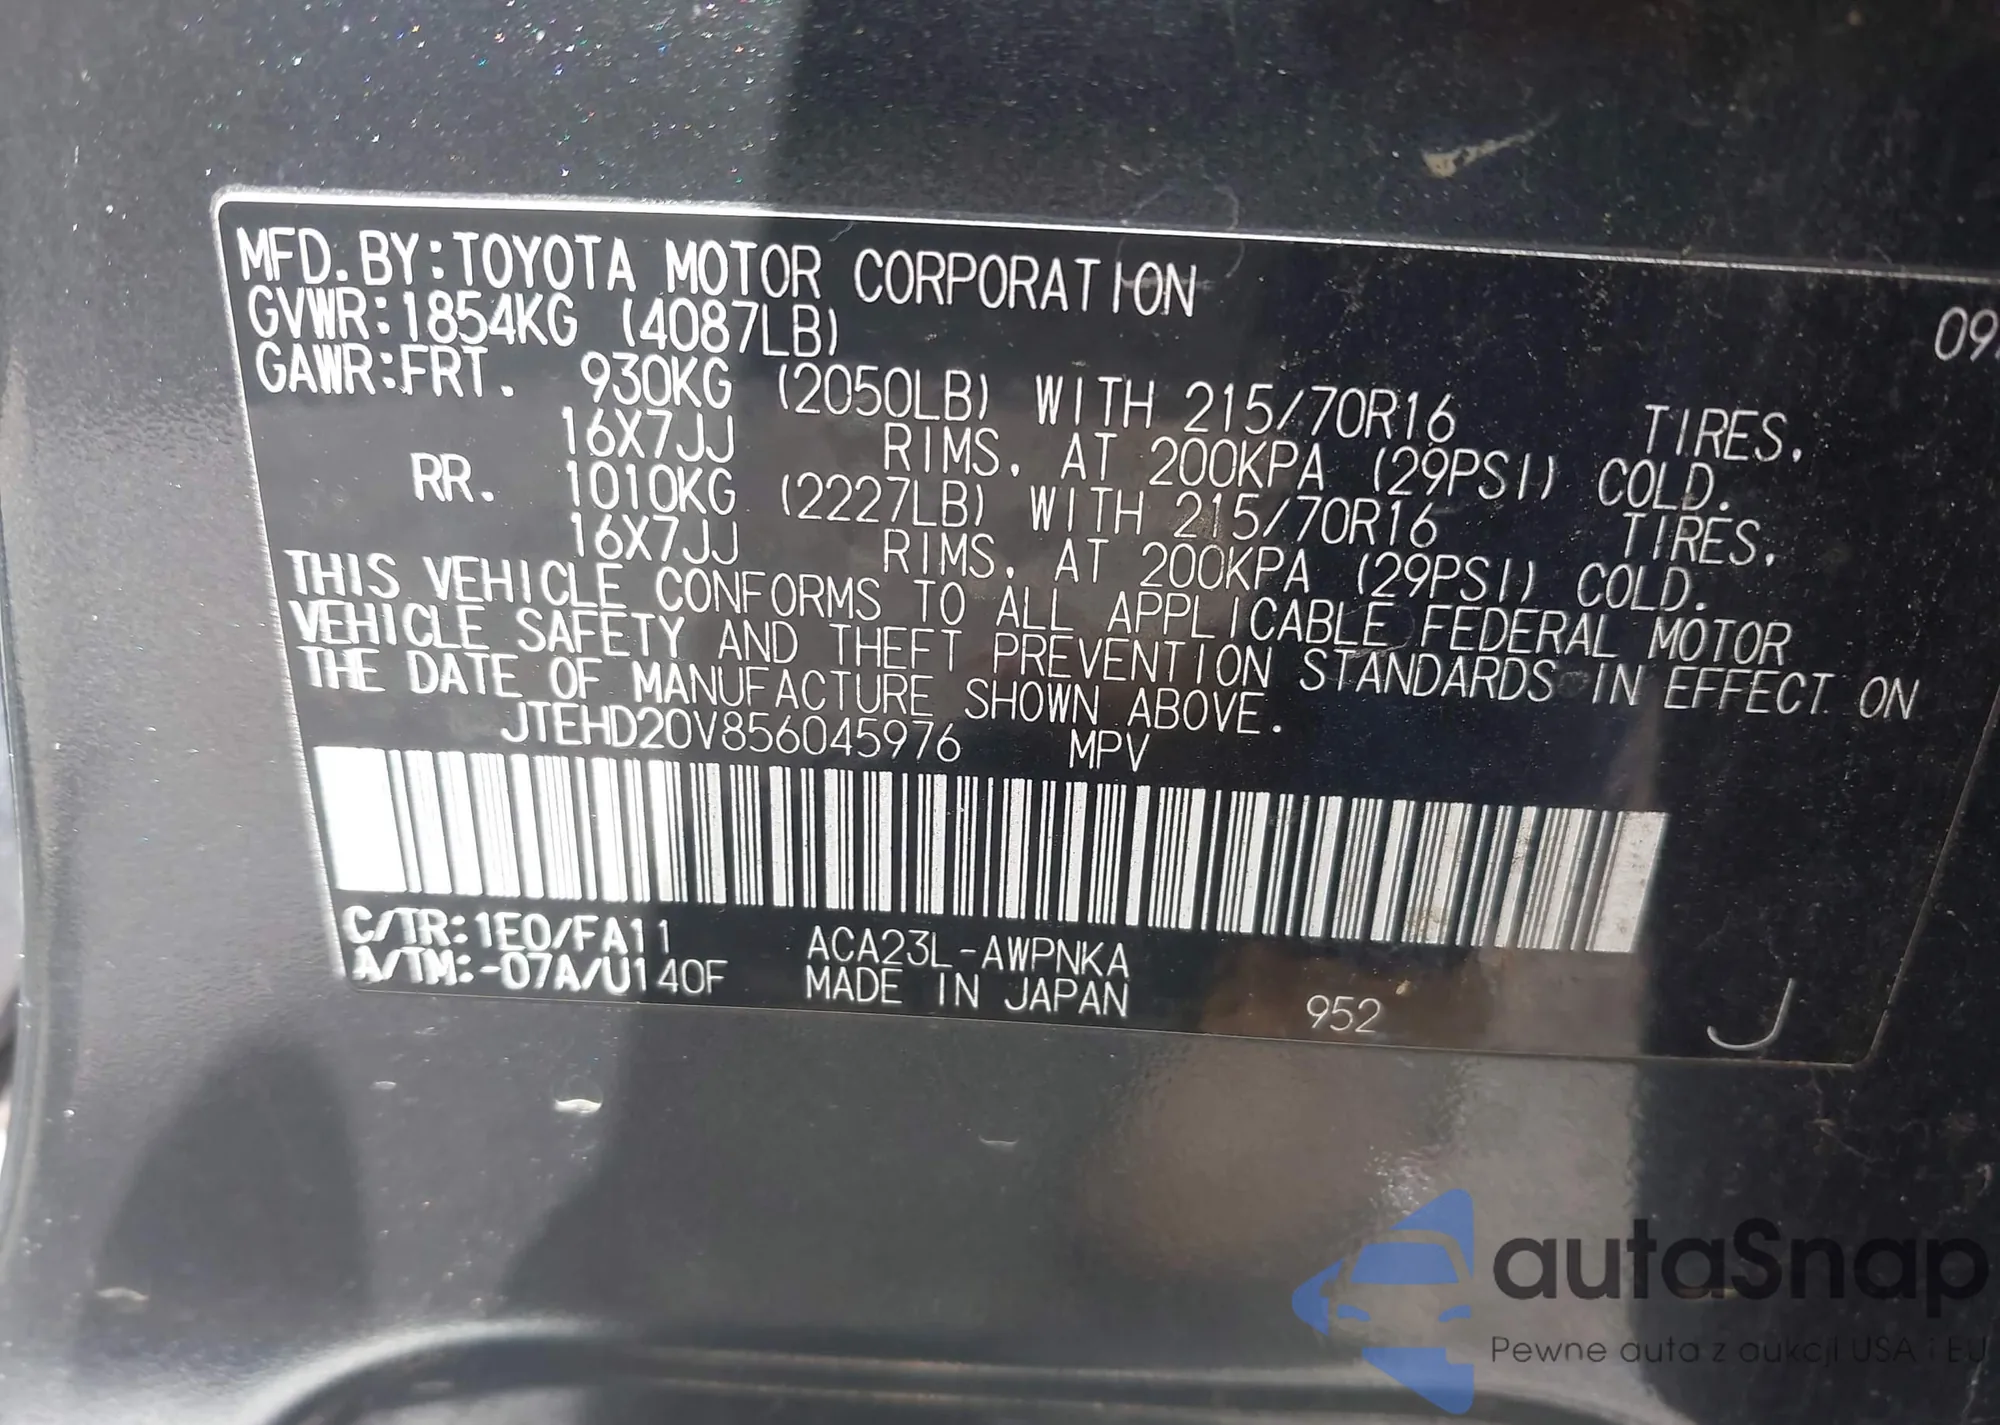 MFD. BY: TOYOTA MOTOR CORPORATION 09/
GVWR: 1854KG (4087LB)
GAWR: FRT. 930KG (2050LB) WITH 215/70R16 TIRES,
16X7JJ RIMS, AT 200KPA (29PSI) COLD.
RR. 1010KG (2227LB) WITH 215/70R16 TIRES,
16X7JJ RIMS, AT 200KPA (29PSI) COLD.
THIS VEHICLE CONFORMS TO ALL APPLICABLE FEDERAL MOTOR
VEHICLE SAFETY AND THEFT PREVENTION STANDARDS IN EFFECT ON
THE DATE OF MANUFACTURE SHOWN ABOVE.
JTEHD20V856045976 MPV
C/TR: 1E0/FA11 ACA23L-AWPNKA
A/TM: -07A/U140F MADE IN JAPAN 952 J
autaSnap
Pewne auta z aukcji USA i EU